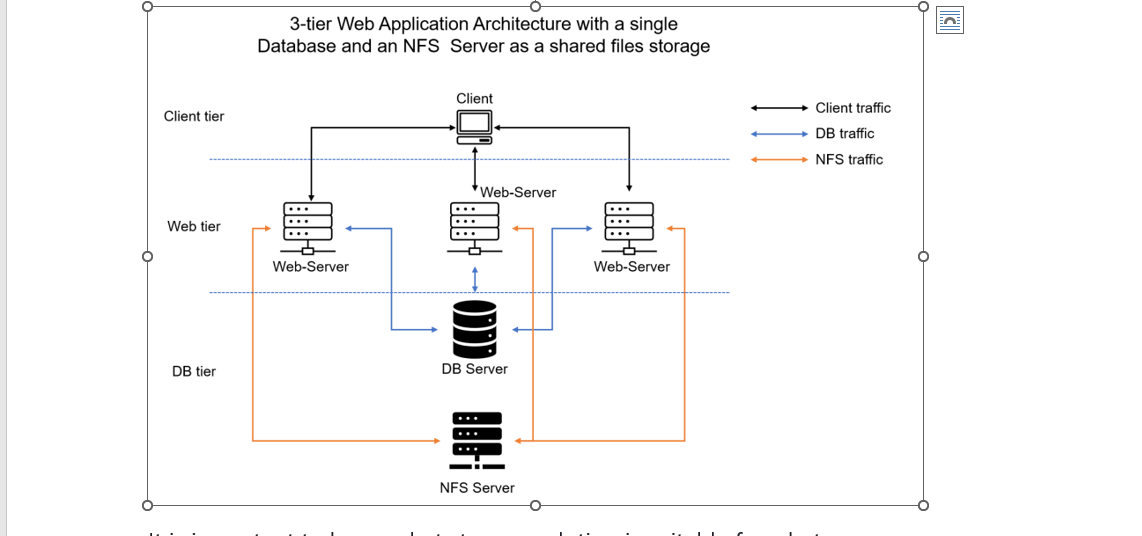 3-tier Web Application Architecture with a single
Database and an NFS Server as a shared files storage
Client
Client tier
Client traffic
DB traffic
NFS traffic
Web-Server
Web tier
Web-Server
Web-Server
DB Server
DB tier
NFS Server